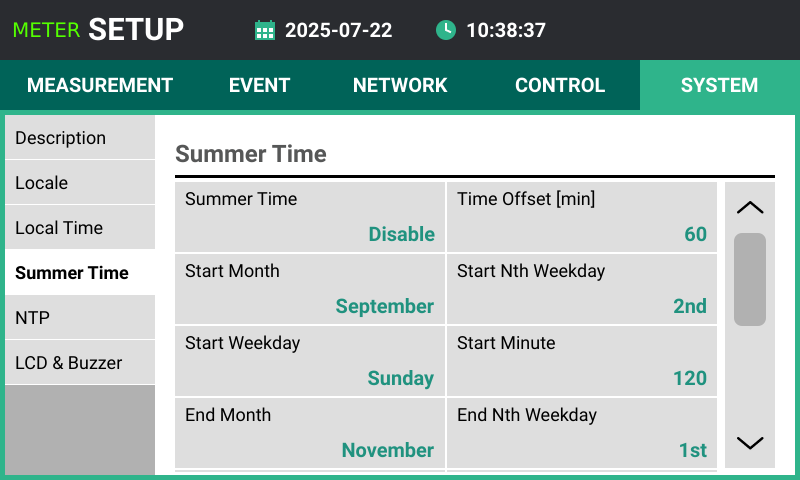 METER SETUP 2025-07-22 10:38:37
MEASUREMENT EVENT NETWORK CONTROL SYSTEM
Description
Locale
Local Time
Summer Time
NTP
LCD & Buzzer
Summer Time
Summer Time Time Offset [min]
Disable 60
Start Month Start Nth Weekday
September 2nd
Start Weekday Start Minute
Sunday 120
End Month End Nth Weekday
November 1st